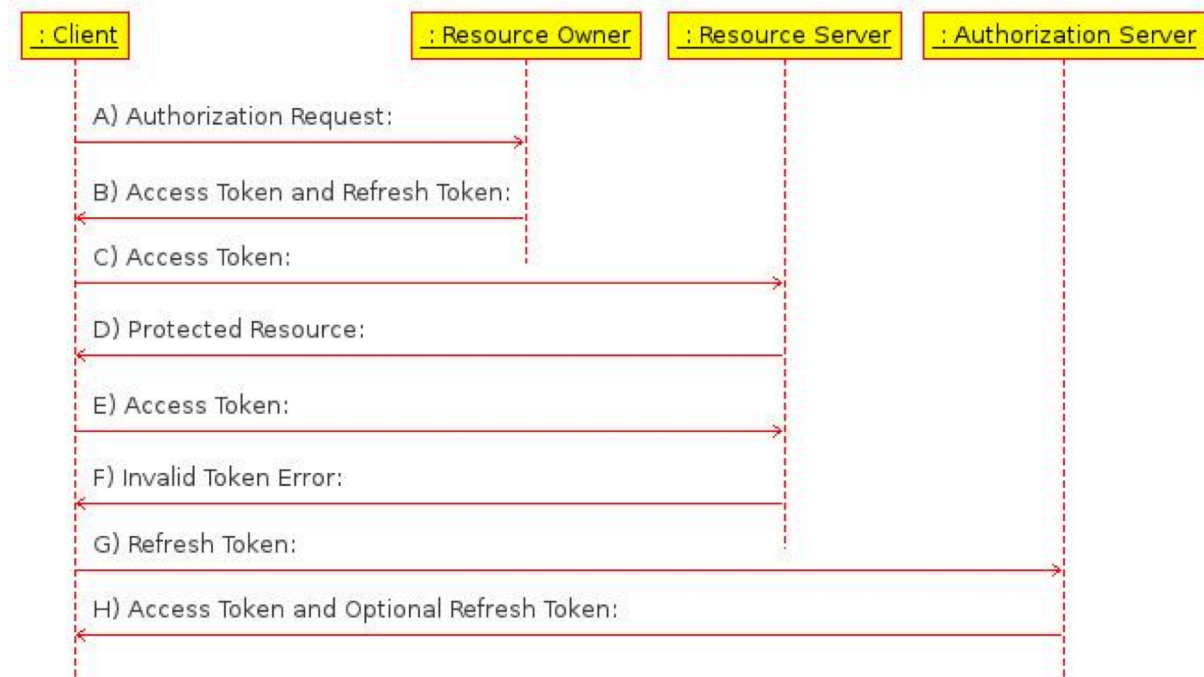 : Client
: Resource Owner
: Resource Server
: Authorization Server
A) Authorization Request:
B) Access Token and Refresh Token:
C) Access Token:
D) Protected Resource:
E) Access Token:
F) Invalid Token Error:
G) Refresh Token:
H) Access Token and Optional Refresh Token: